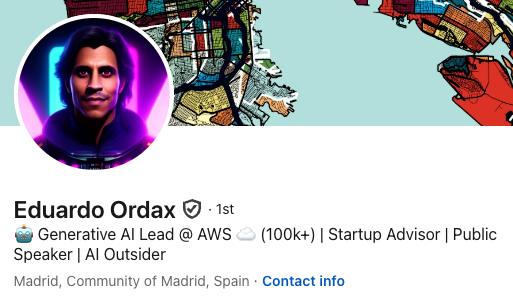 Eduardo Ordax · 1st
🤖 Generative AI Lead @ AWS ☁️ (100k+) | Startup Advisor | Public
Speaker | AI Outsider
Madrid, Community of Madrid, Spain · Contact info